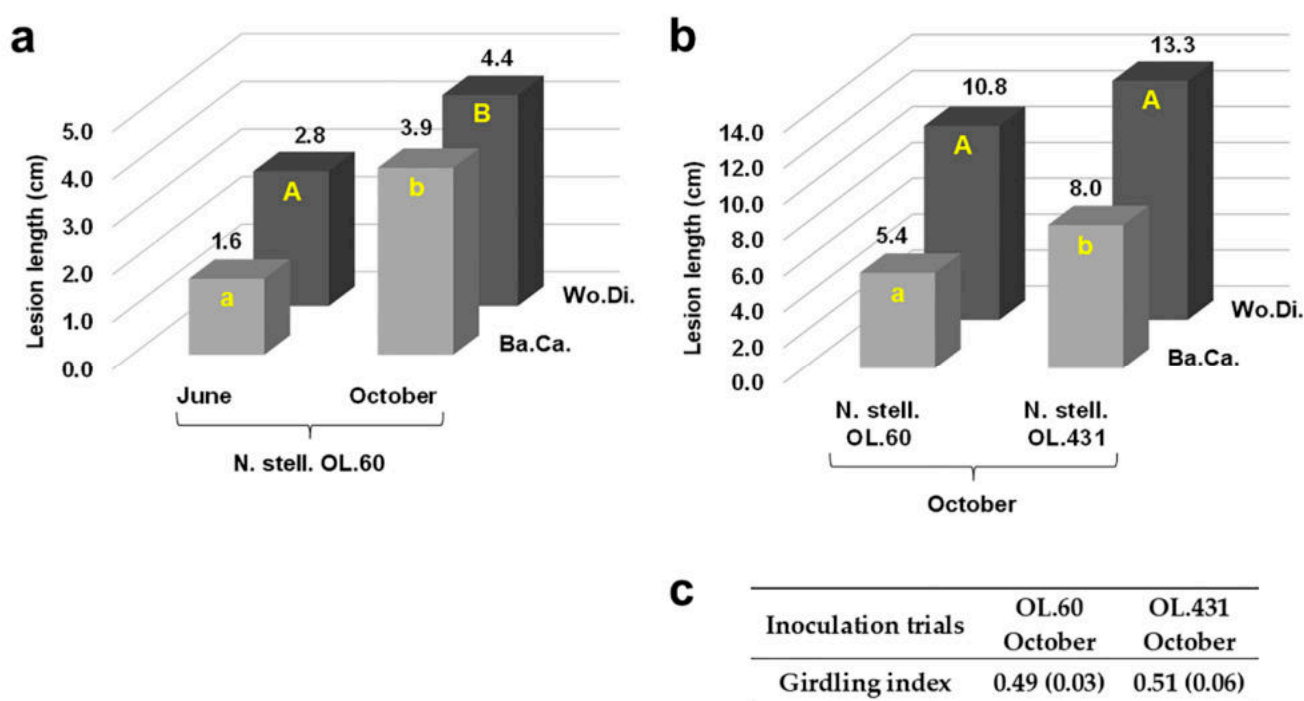 a
4.4
3.9
2.8
1.6
B
b
A
a
5.0
4.0
3.0
2.0
1.0
0.0
Lesion length (cm)
Wo.Di.
Ba.Ca.
June October
N. stell. OL.60
b
13.3
10.8
8.0
5.4
A
A
b
a
14.0
12.0
10.0
8.0
6.0
4.0
2.0
0.0
Lesion length (cm)
Wo.Di.
Ba.Ca.
N. stell. N. stell.
OL.60 OL.431
October
c
Inoculation trials OL.60 OL.431
October October
Girdling index 0.49 (0.03) 0.51 (0.06)